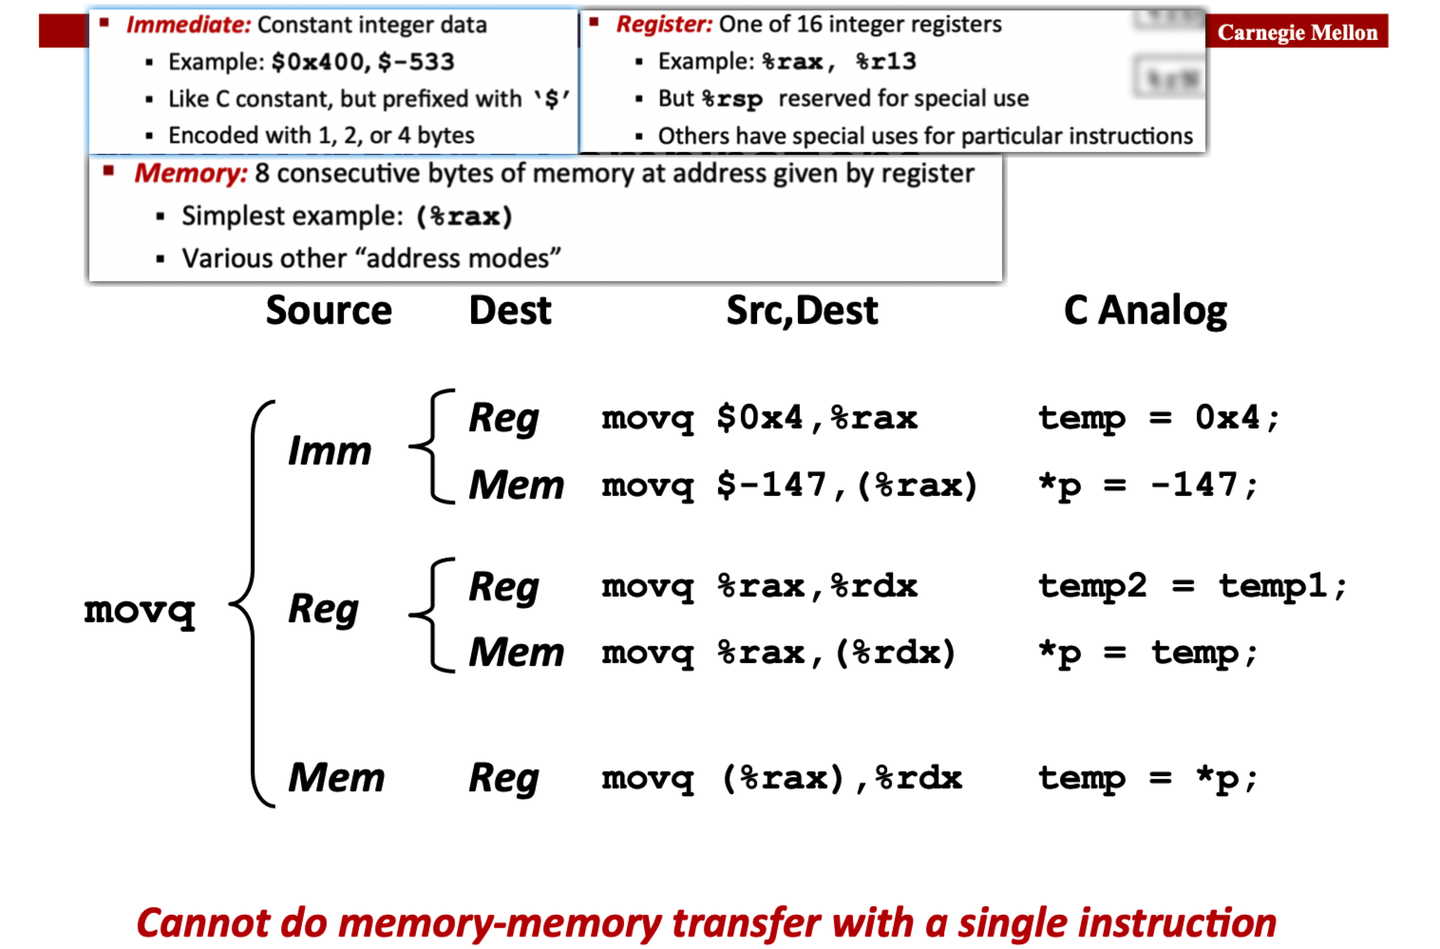 Immediate: Constant integer data
Example: $0x400, $-533
Like C constant, but prefixed with ‘$’
Encoded with 1, 2, or 4 bytes
Register: One of 16 integer registers
Example: %rax, %r13
But %rsp reserved for special use
Others have special uses for particular instructions
Carnegie Mellon
Memory: 8 consecutive bytes of memory at address given by register
Simplest example: (%rax)
Various other “address modes”
Source Dest Src,Dest C Analog
Reg movq $0x4,%rax temp = 0x4;
Imm
Mem movq $-147,(%rax) *p = -147;
Reg movq %rax,%rdx temp2 = temp1;
movq Reg
Mem movq %rax,(%rdx) *p = temp;
Mem Reg movq (%rax),%rdx temp = *p;
Cannot do memory-memory transfer with a single instruction